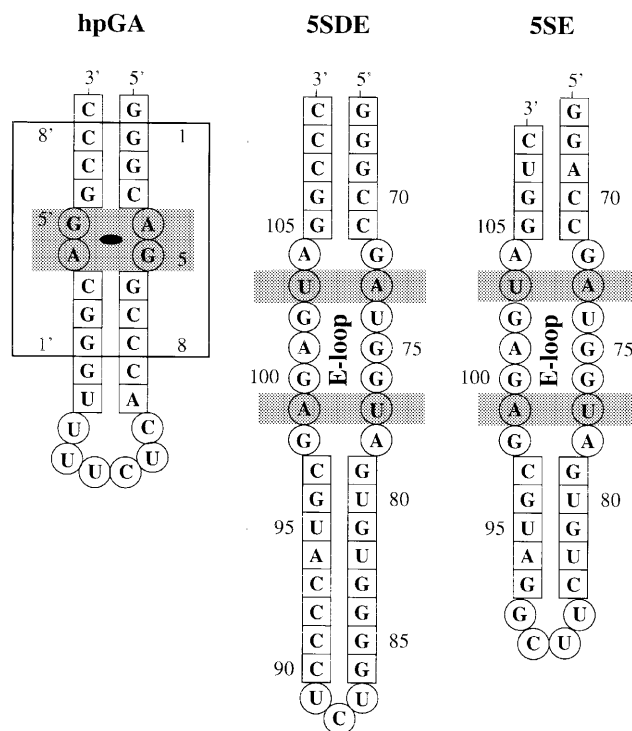 hpGA
3' 5'
C G
8' C G 1
C G
G C
5' G A
A G 5
C G
G C
1' G C 8
G C
U A
U C
U U C U
5SDE
3' 5'
C G
C G
C G
G C 70
105 G C
A G
U A
G U
A G 75
100 G G
A U
G A
E-loop
C G
G U 80
95 U G
A U
C G
C G
C G 85
90 C G
U C U
5SE
5'
3' G
C G
U A
G C 70
105 G C
A G
U A
G U
A G 75
100 G G
A U
G A
E-loop
C G
G U 80
95 U G
A U
G C
G U
C U